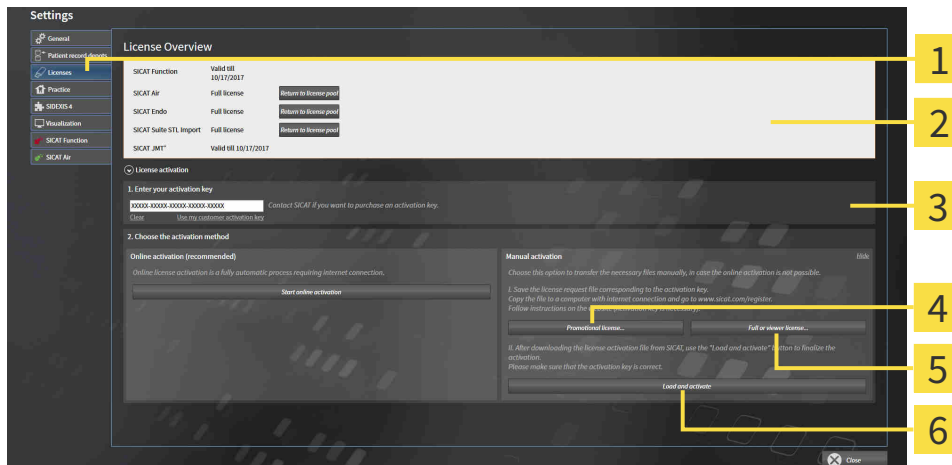 Settings
General
Patient record depots
Licenses
Practice
SIDEXIS 4
Visualization
SICAT Function
SICAT Air
License Overview
SICAT Function Valid till
10/17/2017
SICAT Air Full license Return to license pool
SICAT Endo Full license Return to license pool
SICAT Suite STL Import Full license Return to license pool
SICAT JMT+ Valid till 10/17/2017
License activation
1. Enter your activation key
XXXXX-XXXXX-XXXXX-XXXXX-XXXXX Contact SICAT if you want to purchase an activation key.
Clear Use my customer activation key
2. Choose the activation method
Online activation (recommended)
Online license activation is a fully automatic process requiring internet connection.
Start online activation
Manual activation Hide
Choose this option to transfer the necessary files manually, in case the online activation is not possible.
I. Save the license request file corresponding to the activation key.
Copy the file to a computer with internet connection and go to www.sicat.com/register.
Follow instructions on the
Promotional license... Full or viewer license...
II. After downloading the license activation file from SICAT, use the "Load and activate" button to finalize the
activation.
Please make sure that the activation key is correct.
Load and activate
Close
1
2
3
4
5
6